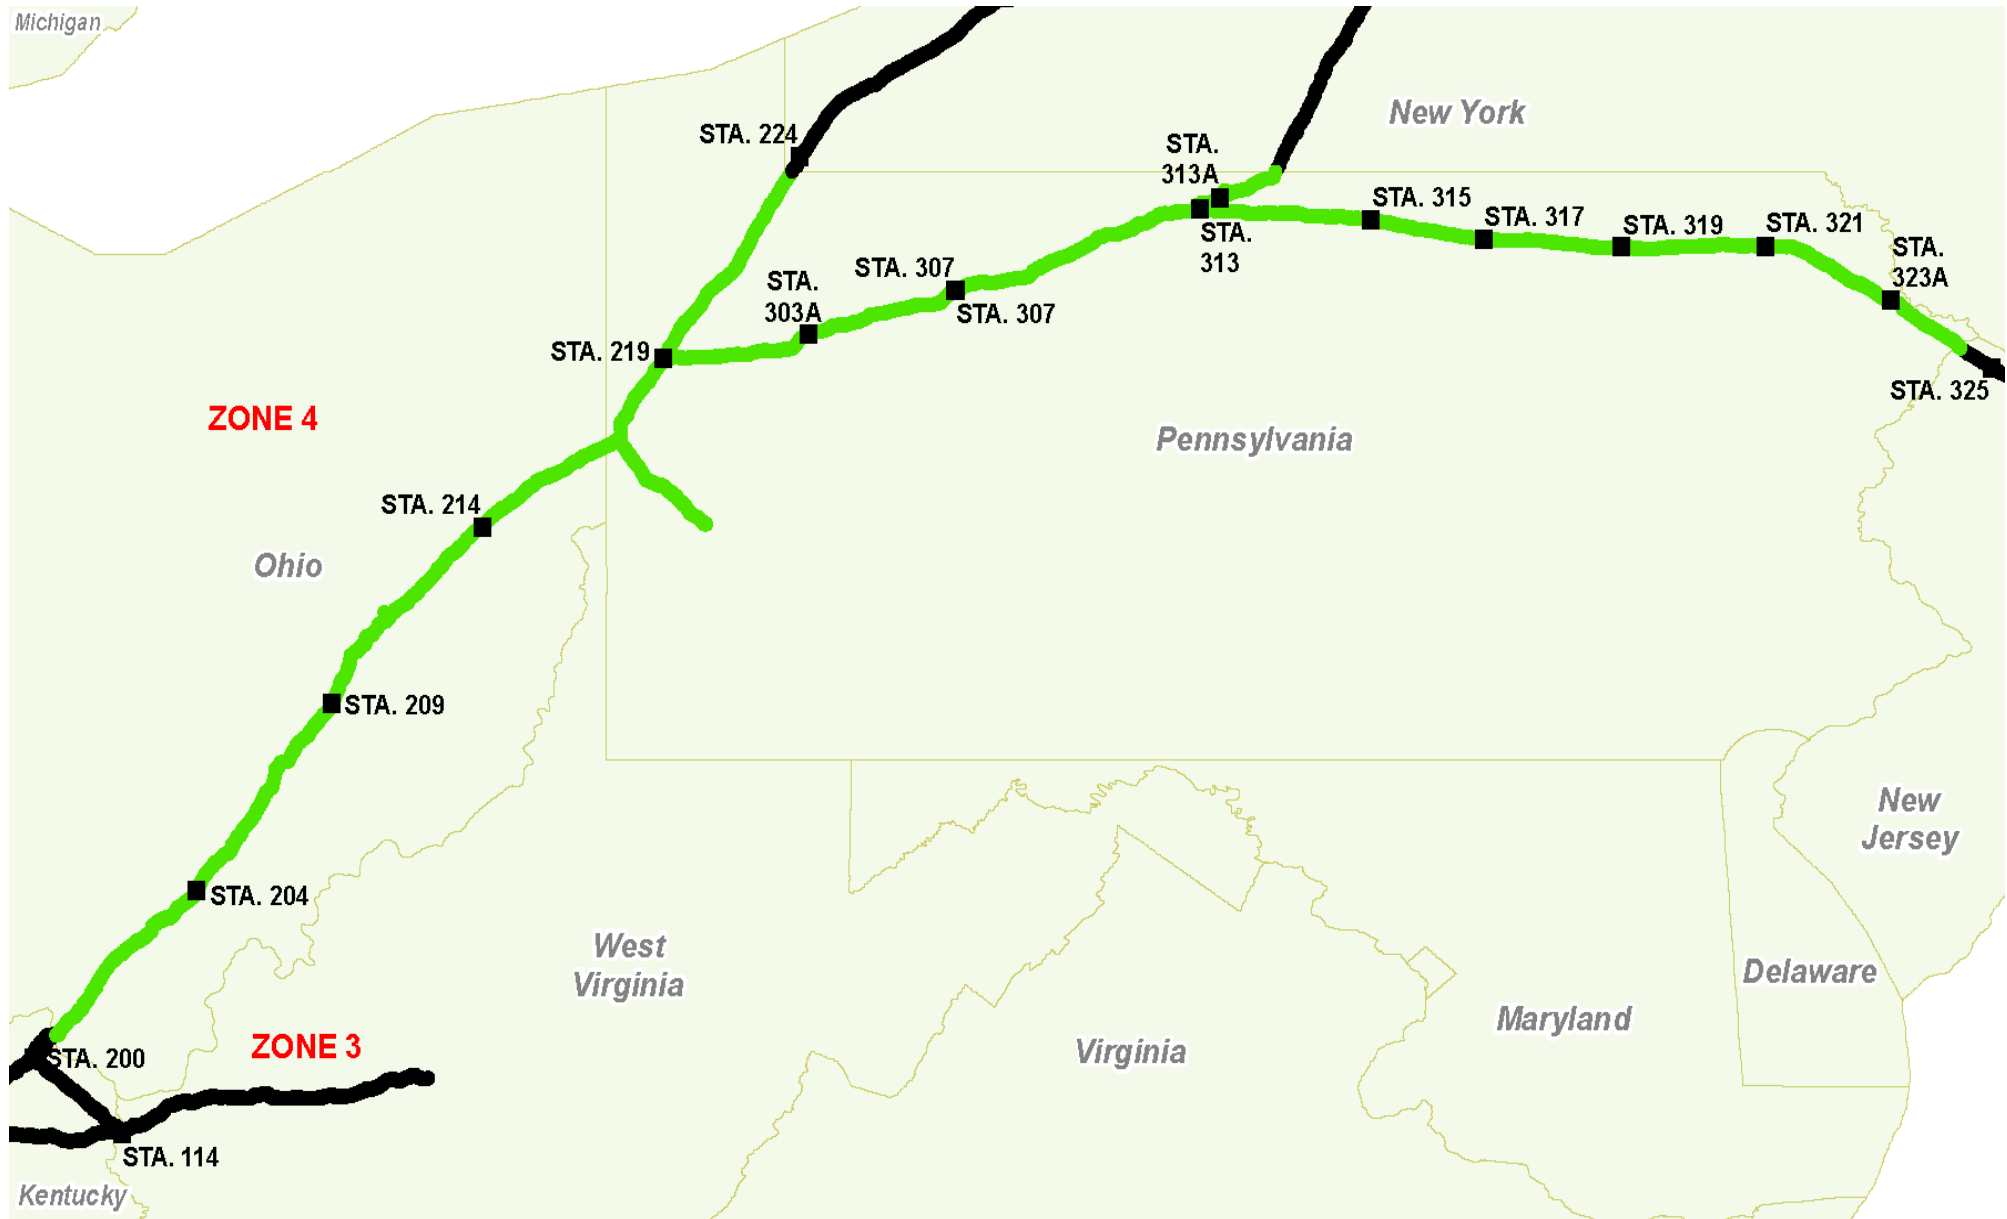 Michigan
New York
STA. 224
STA.
313A
STA. 315
STA. 317
STA. 319
STA. 321
STA.
313
STA.
323A
STA. 307
STA.
303A
STA. 307
STA. 219
STA. 325
ZONE 4
Pennsylvania
STA. 214
Ohio
STA. 209
New
Jersey
STA. 204
West
Virginia
Delaware
Maryland
ZONE 3
Virginia
STA. 200
STA. 114
Kentucky